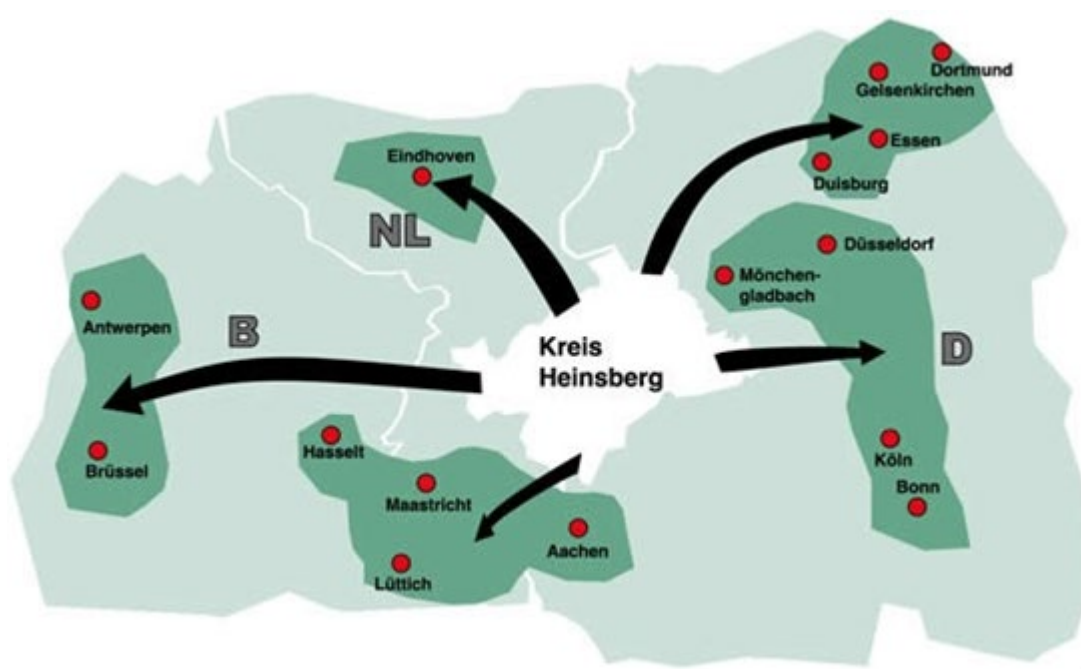 Dortmund
Gelsenkirchen
Essen
Duisburg
Eindhoven
NL
Düsseldorf
Mönchen-
gladbach
Antwerpen
B
D
Kreis
Heinsberg
Hasselt
Brüssel
Maastricht
Köln
Bonn
Aachen
Lüttich